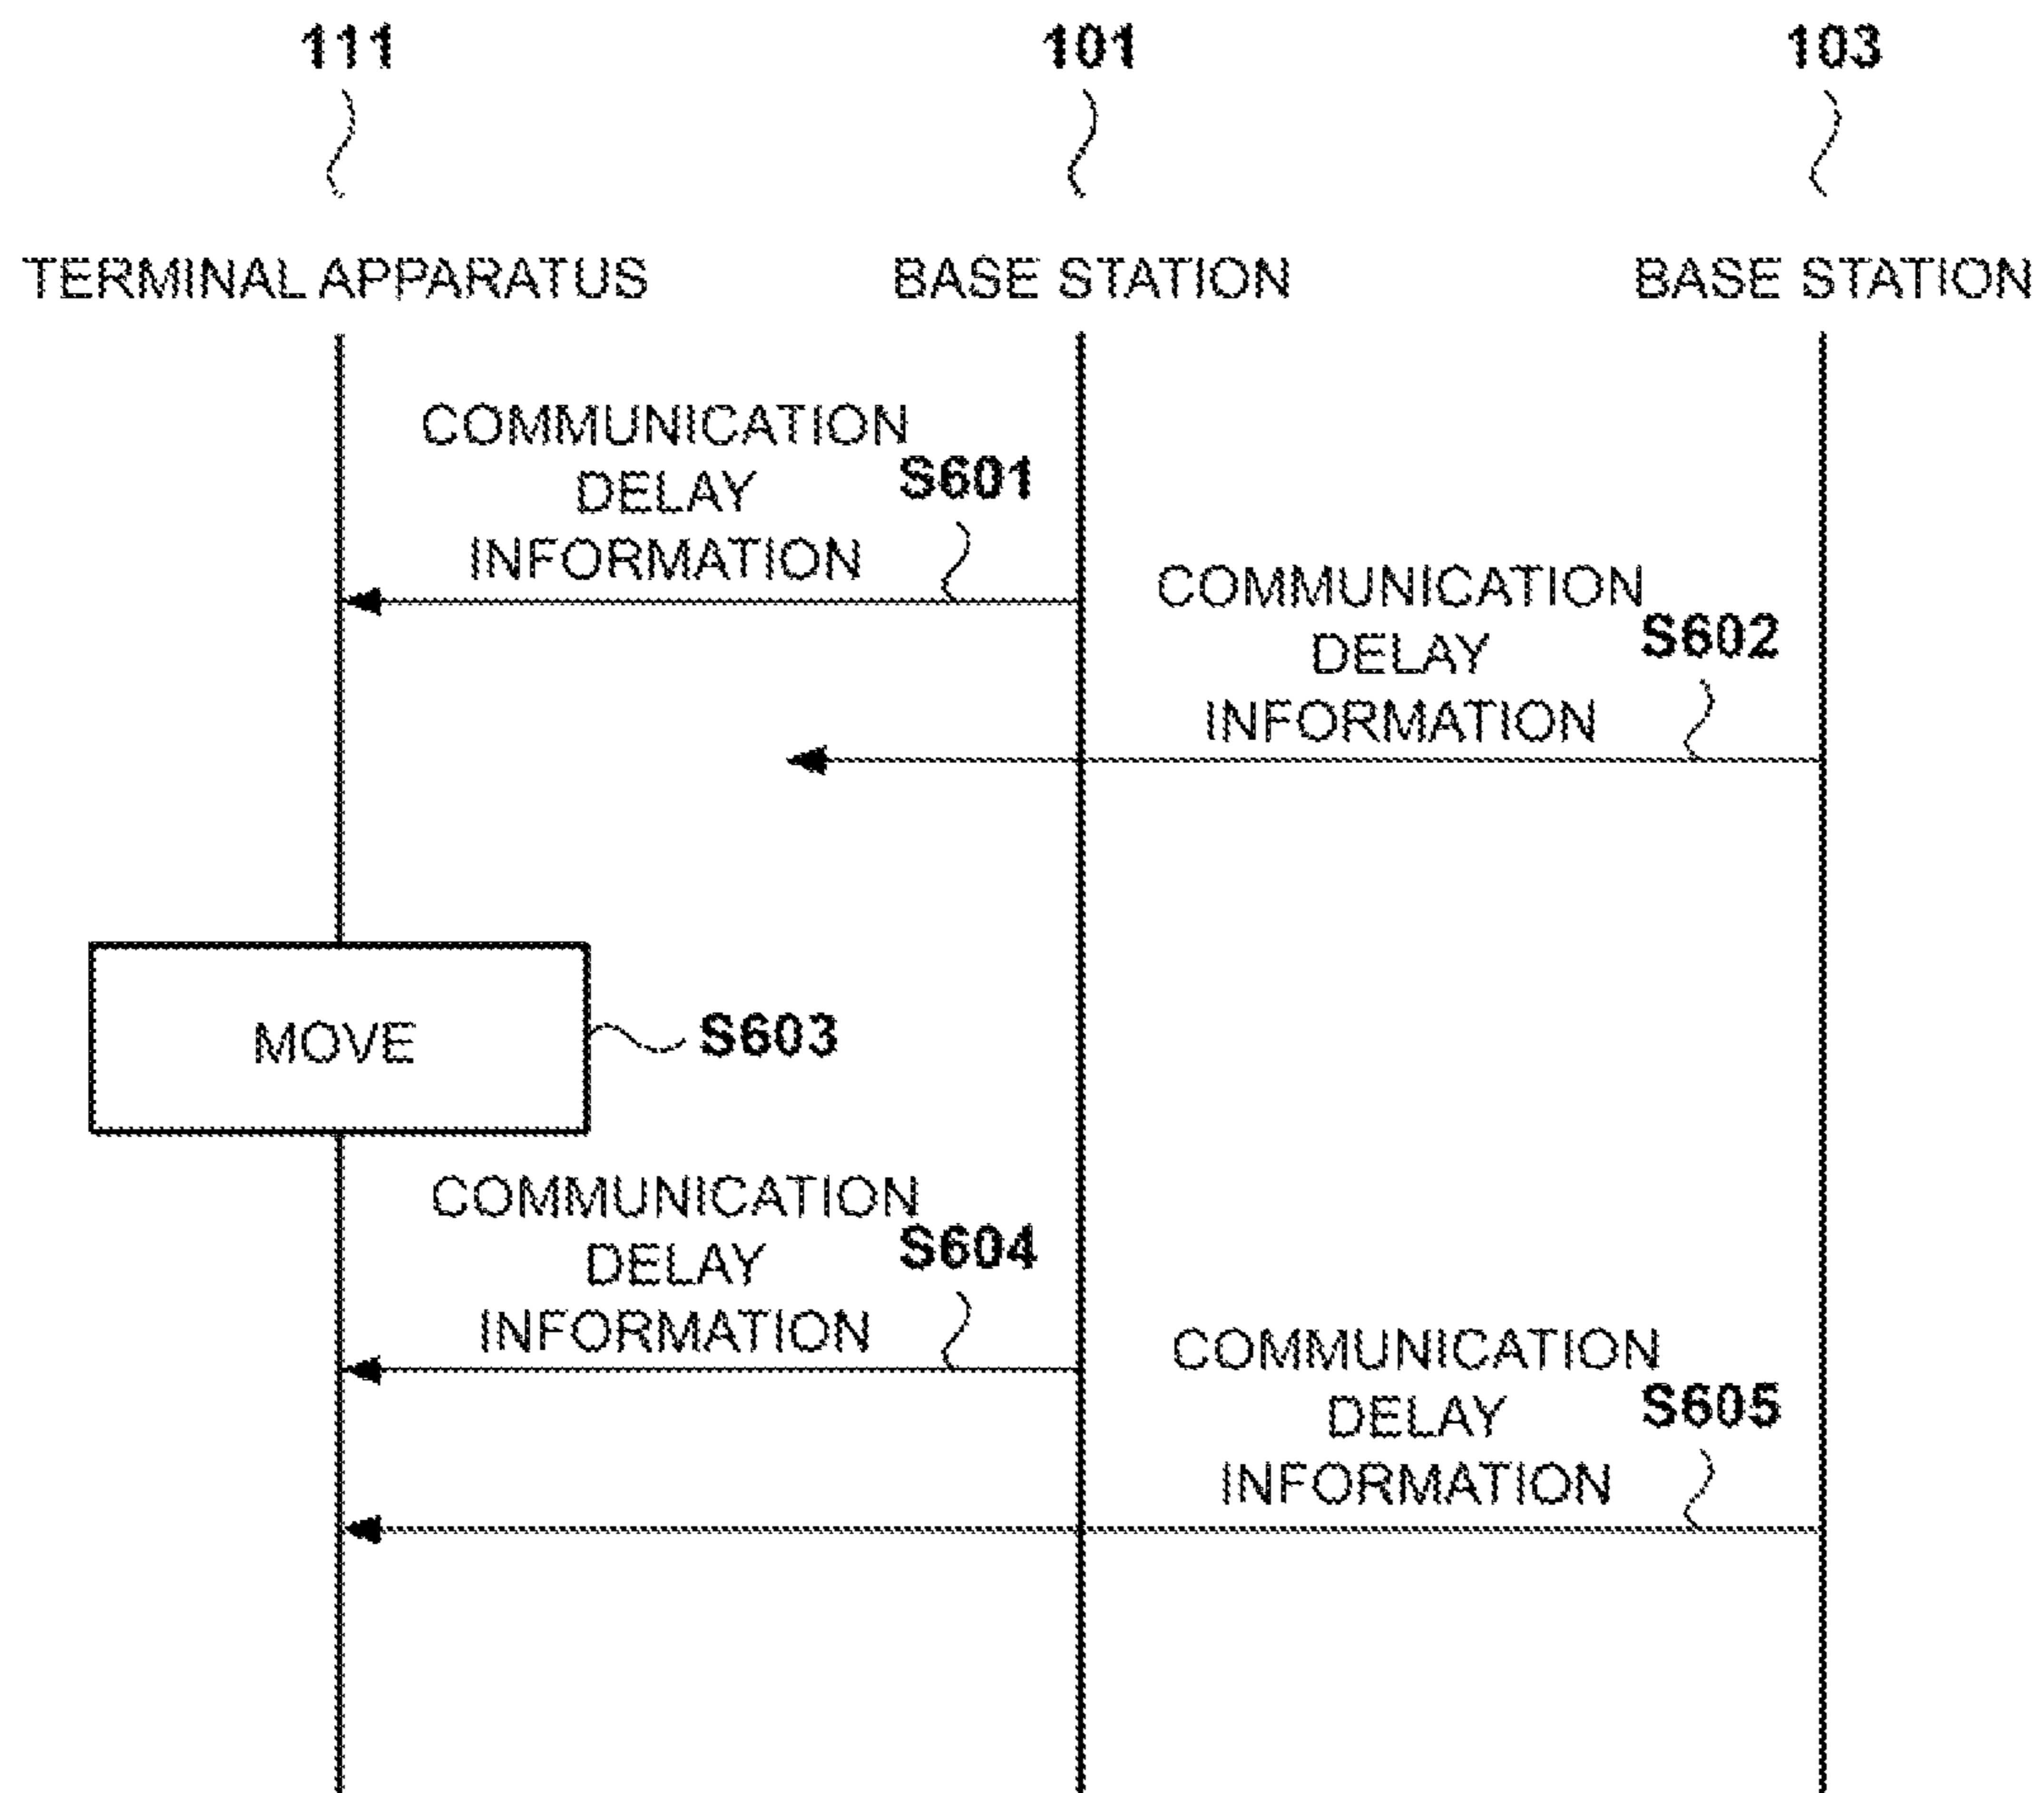 111
101
103
TERMINAL APPARATUS
BASE STATION
BASE STATION
COMMUNICATION
DELAY
INFORMATION
S601
COMMUNICATION
DELAY
INFORMATION
S602
MOVE
S603
COMMUNICATION
DELAY
INFORMATION
S604
COMMUNICATION
DELAY
INFORMATION
S605